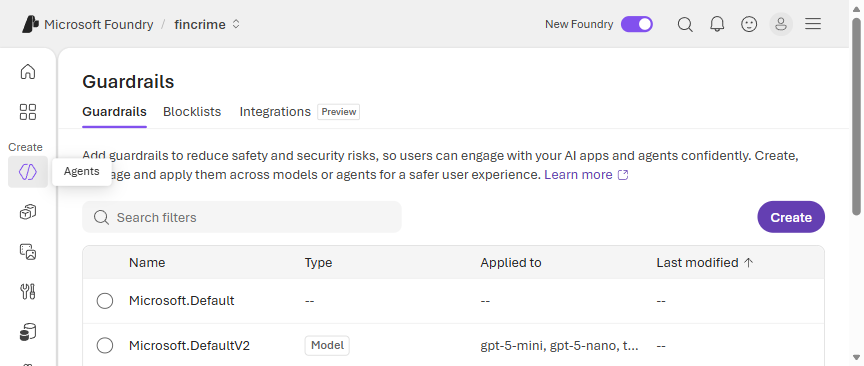 Microsoft Foundry / fincrime
New Foundry
Guardrails
Guardrails Blocklists Integrations Preview
Create
Agents
Add guardrails to reduce safety and security risks, so users can engage with your AI apps and agents confidently. Create,
age and apply them across models or agents for a safer user experience. Learn more
Search filters
Create
Name Type Applied to Last modified ↑
Microsoft.Default -- -- --
Microsoft.DefaultV2 Model gpt-5-mini, gpt-5-nano, t... --